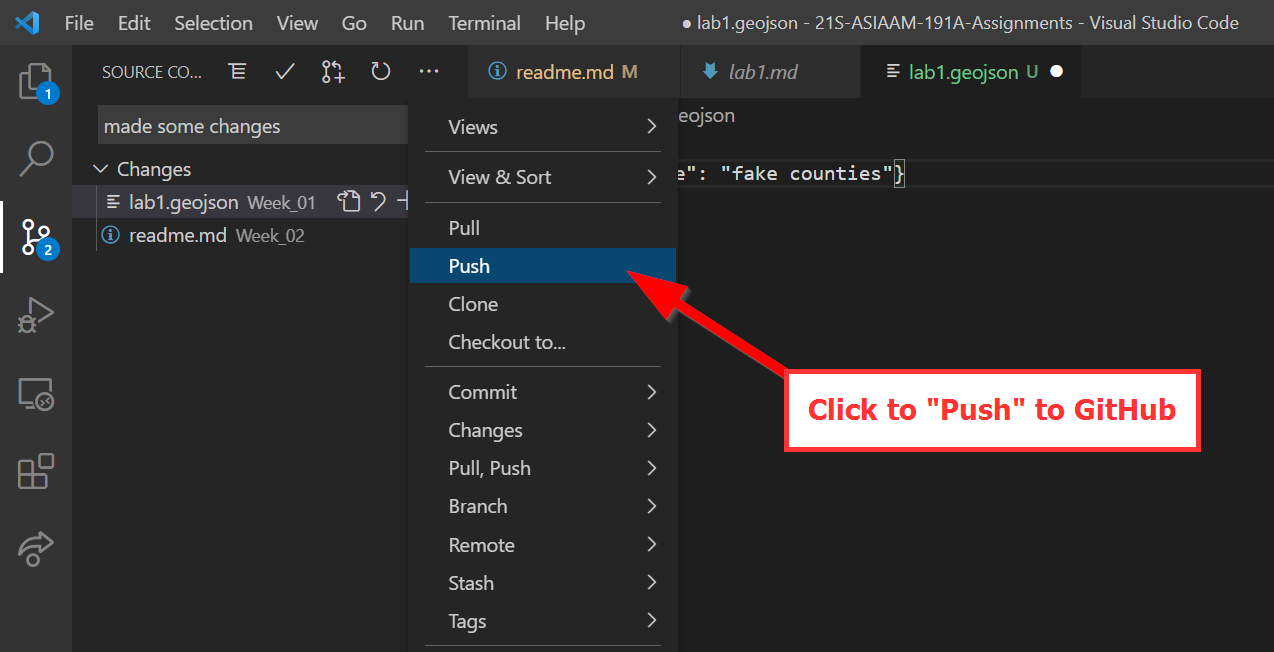 File Edit Selection View Go Run Terminal Help ● lab1.geojson - 21S-ASIAAM-191A-Assignments - Visual Studio Code
SOURCE CO... readme.md M lab1.md lab1.geojson U
1
made some changes
eojson
Changes
e": "fake counties"}
lab1.geojson Week_01
readme.md Week_02
2
Views
View & Sort
Pull
Push
Clone
Checkout to...
Commit
Changes
Pull, Push
Branch
Remote
Stash
Tags
Click to "Push" to GitHub